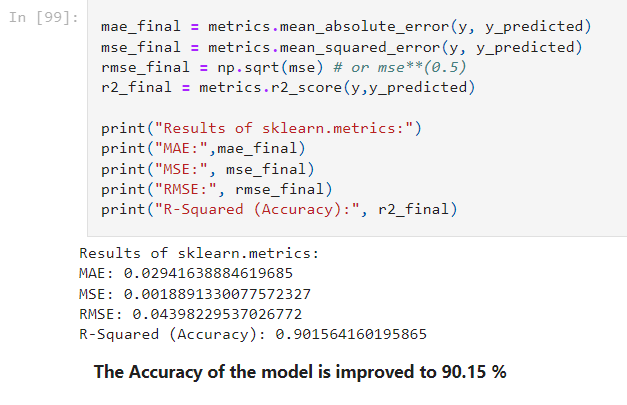 In [99]:
mae_final = metrics.mean_absolute_error(y, y_predicted)
mse_final = metrics.mean_squared_error(y, y_predicted)
rmse_final = np.sqrt(mse) # or mse**(0.5)
r2_final = metrics.r2_score(y,y_predicted)
print("Results of sklearn.metrics:")
print("MAE:",mae_final)
print("MSE:", mse_final)
print("RMSE:", rmse_final)
print("R-Squared (Accuracy):", r2_final)
Results of sklearn.metrics:
MAE: 0.02941638884619685
MSE: 0.0018891330077572327
RMSE: 0.04398229537026772
R-Squared (Accuracy): 0.901564160195865
The Accuracy of the model is improved to 90.15 %